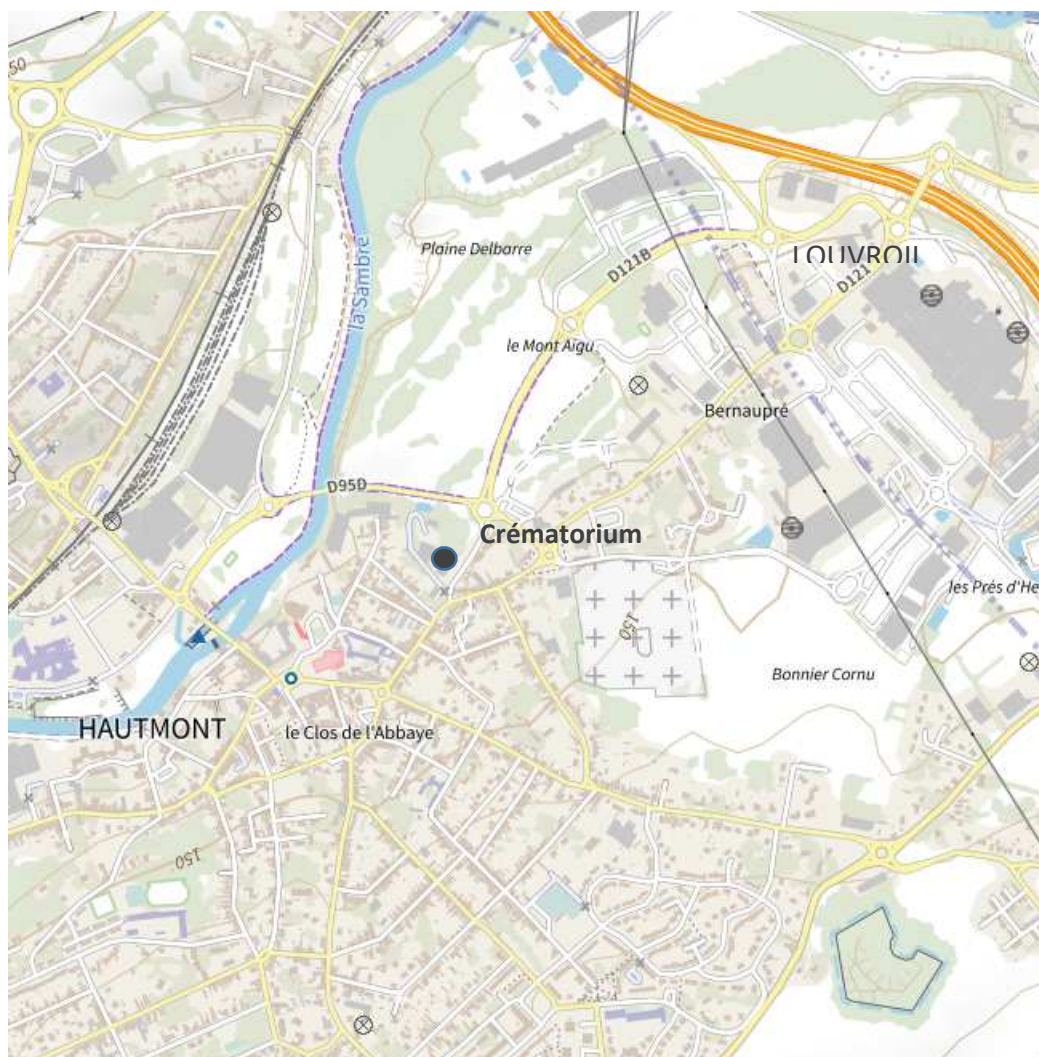 50
Plaine Delbarre
la Sambre
D121B
LOUVROIL
D121
le Mont Aigu
Bernaupré
D95D
Crématorium
les Prés d'He
150
Bonnier Cornu
HAUTMONT
le Clos de l'Abbaye
150